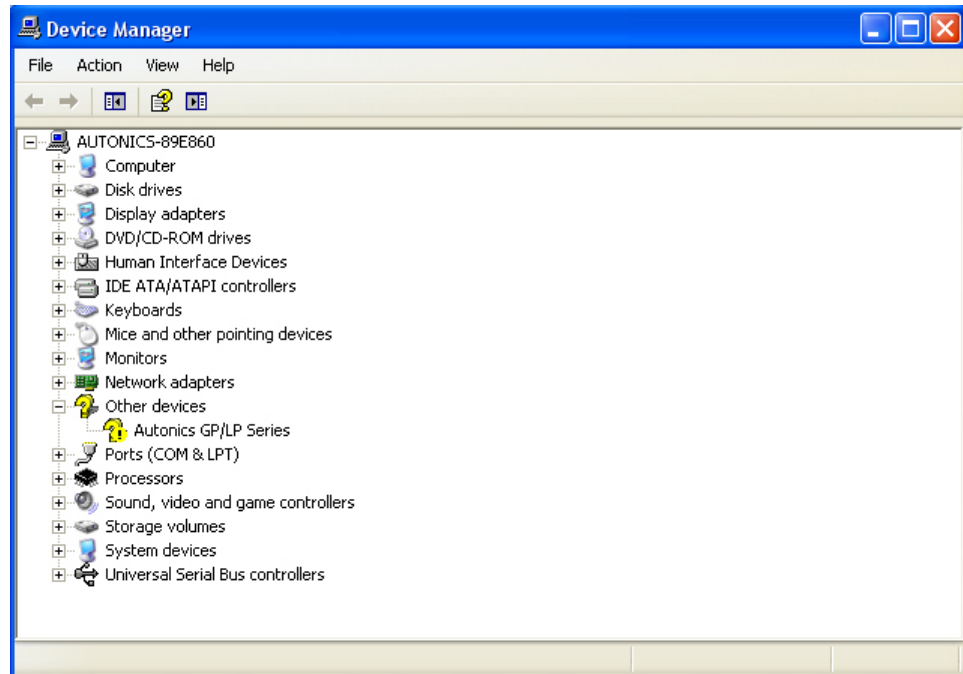 Device Manager
File Action View Help
AUTONICS-89E860
Computer
Disk drives
Display adapters
DVD/CD-ROM drives
Human Interface Devices
IDE ATA/ATAPI controllers
Keyboards
Mice and other pointing devices
Monitors
Network adapters
Other devices
Autonics GP/LP Series
Ports (COM & LPT)
Processors
Sound, video and game controllers
Storage volumes
System devices
Universal Serial Bus controllers